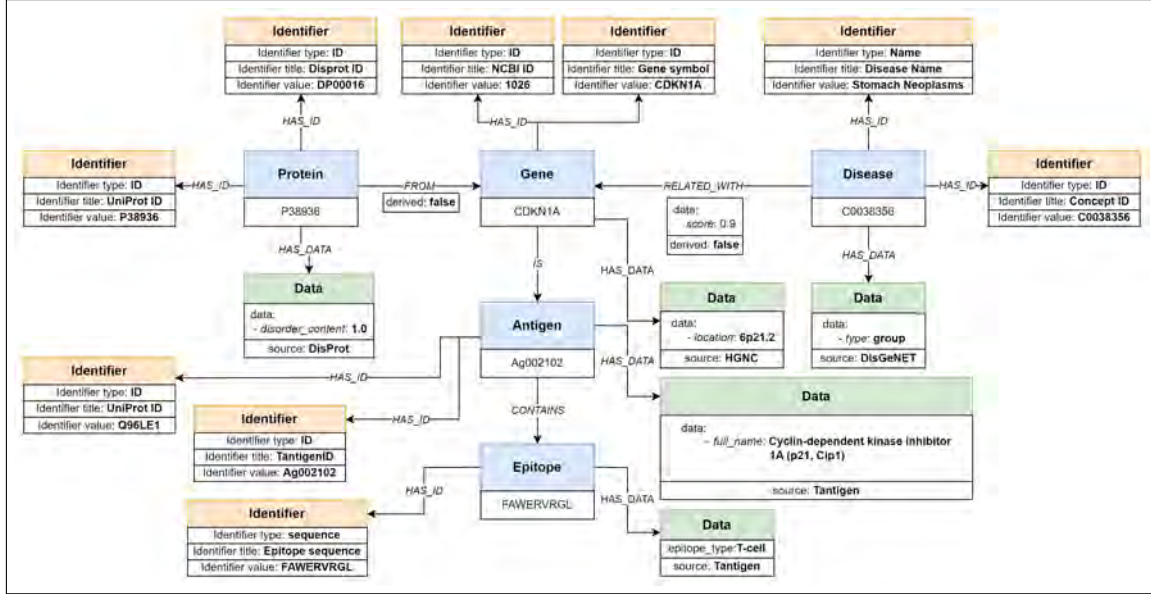 Identifier
Identifier type: ID
Identifier title: Disprot ID
Identifier value: DP00016
Identifier
Identifier type: ID
Identifier title: NCBI ID
Identifier value: 1026
Identifier
Identifier type: ID
Identifier title: Gene symbol
Identifier value: CDKN1A
Identifier
Identifier type: Name
Identifier title: Disease Name
Identifier value: Stomach Neoplasms
HAS_ID
HAS_ID
HAS_ID
Identifier
Identifier type: ID
Identifier title: UniProt ID
Identifier value: P38936
HAS_ID
Protein
P38936
FROM
derived: false
Gene
CDKN1A
RELATED_WITH
data:
score: 0.9
derived: false
Disease
C0038356
HAS_ID
Identifier
Identifier type: ID
Identifier title: Concept ID
Identifier value: C0038356
HAS_DATA
IS
HAS_DATA
HAS_DATA
Data
data:
- disorder_content: 1.0
source: DisProt
Antigen
Ag002102
Data
data:
- location: 6p21.2
source: HGNC
Data
data:
- type: group
source: DisGeNET
HAS_DATA
HAS_ID
Identifier
Identifier type: ID
Identifier title: UniProt ID
Identifier value: Q96LE1
HAS_ID
Identifier
Identifier type: ID
Identifier title: TantigenID
Identifier value: Ag002102
CONTAINS
Data
data:
- full_name: Cyclin-dependent kinase inhibitor
1A (p21, Cip1)
source: Tantigen
Epitope
FAWERVRGL
HAS_ID
HAS_DATA
Identifier
Identifier type: sequence
Identifier title: Epitope sequence
Identifier value: FAWERVRGL
Data
epitope_type:T-cell
source: Tantigen